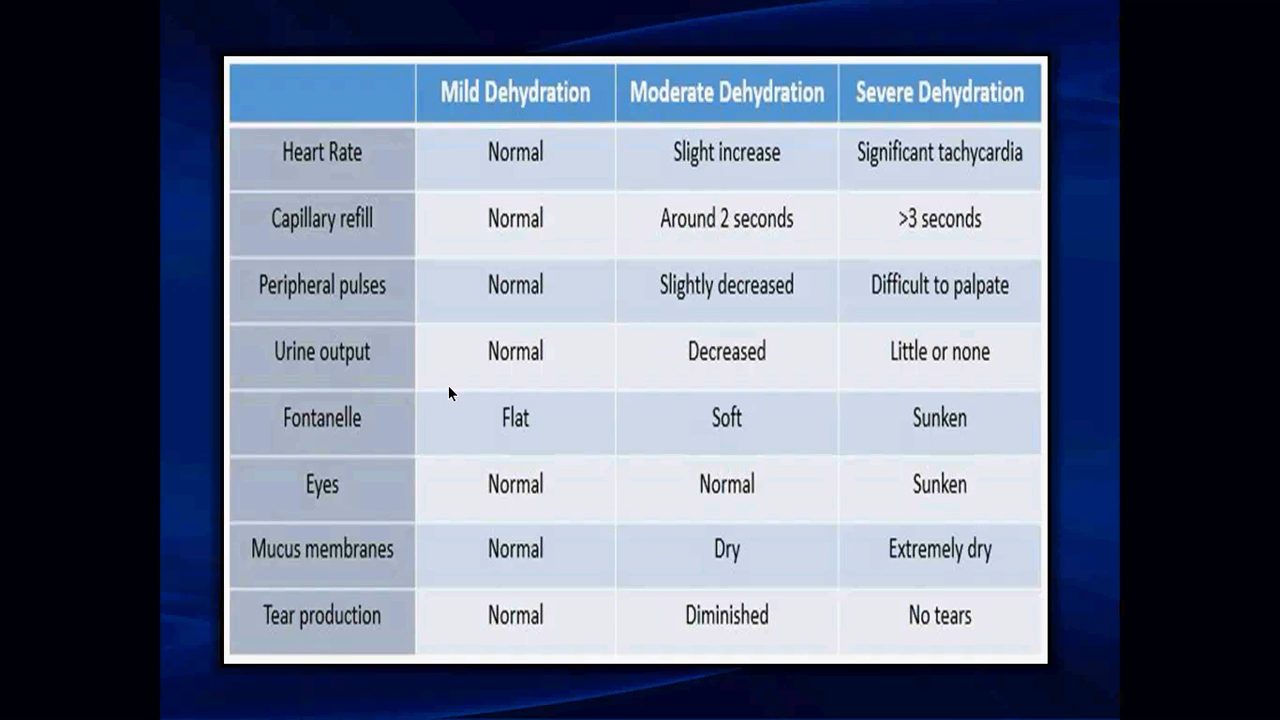 Mild Dehydration Moderate Dehydration Severe Dehydration
Heart Rate Normal Slight increase Significant tachycardia
Capillary refill Normal Around 2 seconds >3 seconds
Peripheral pulses Normal Slightly decreased Difficult to palpate
Urine output Normal Decreased Little or none
Fontanelle Flat Soft Sunken
Eyes Normal Normal Sunken
Mucus membranes Normal Dry Extremely dry
Tear production Normal Diminished No tears